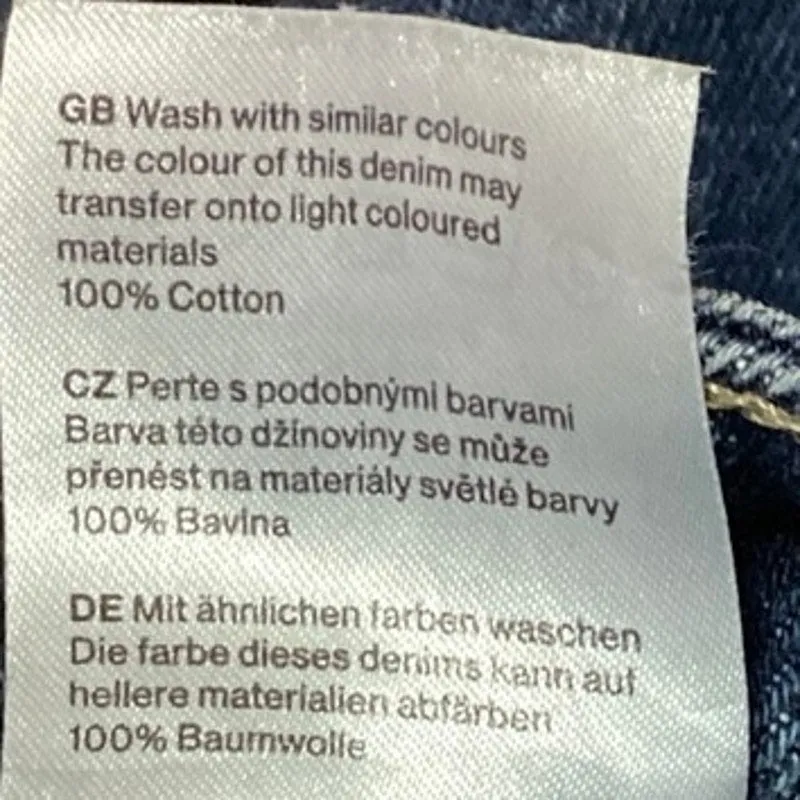 GB Wash with similar colours
The colour of this denim may
transfer onto light coloured
materials
100% Cotton
CZ Perte s podobnými barvami
Barva této džínoviny se může
přenést na materiály světlé barvy
100% Bavlna
DE Mit ähnlichen farben waschen
Die farbe dieses denims kann auf
hellere materialien abfärben
100% Baumwolle